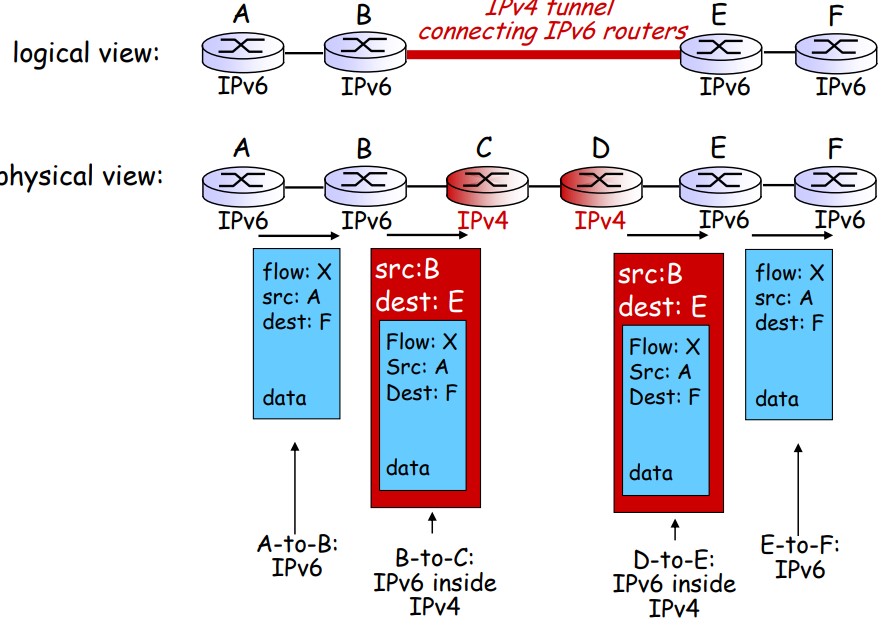 IPv4 tunnel
connecting IPv6 routers
A B E F
logical view:
IPv6 IPv6 IPv6 IPv6
A B C D E F
physical view:
IPv6 IPv6 IPv4 IPv4 IPv6 IPv6
flow: X
src: A
dest: F
data
src:B
dest: E
Flow: X
Src: A
Dest: F
data
src:B
dest: E
Flow: X
Src: A
Dest: F
data
flow: X
src: A
dest: F
data
A-to-B:
IPv6
B-to-C:
IPv6 inside
IPv4
D-to-E:
IPv6 inside
IPv4
E-to-F:
IPv6